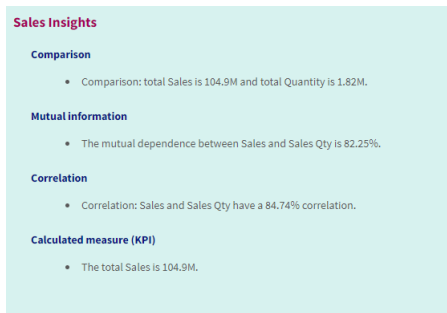 Sales Insights
Comparison
• Comparison: total Sales is 104.9M and total Quantity is 1.82M.
Mutual information
• The mutual dependence between Sales and Sales Qty is 82.25%.
Correlation
• Correlation: Sales and Sales Qty have a 84.74% correlation.
Calculated measure (KPI)
• The total Sales is 104.9M.